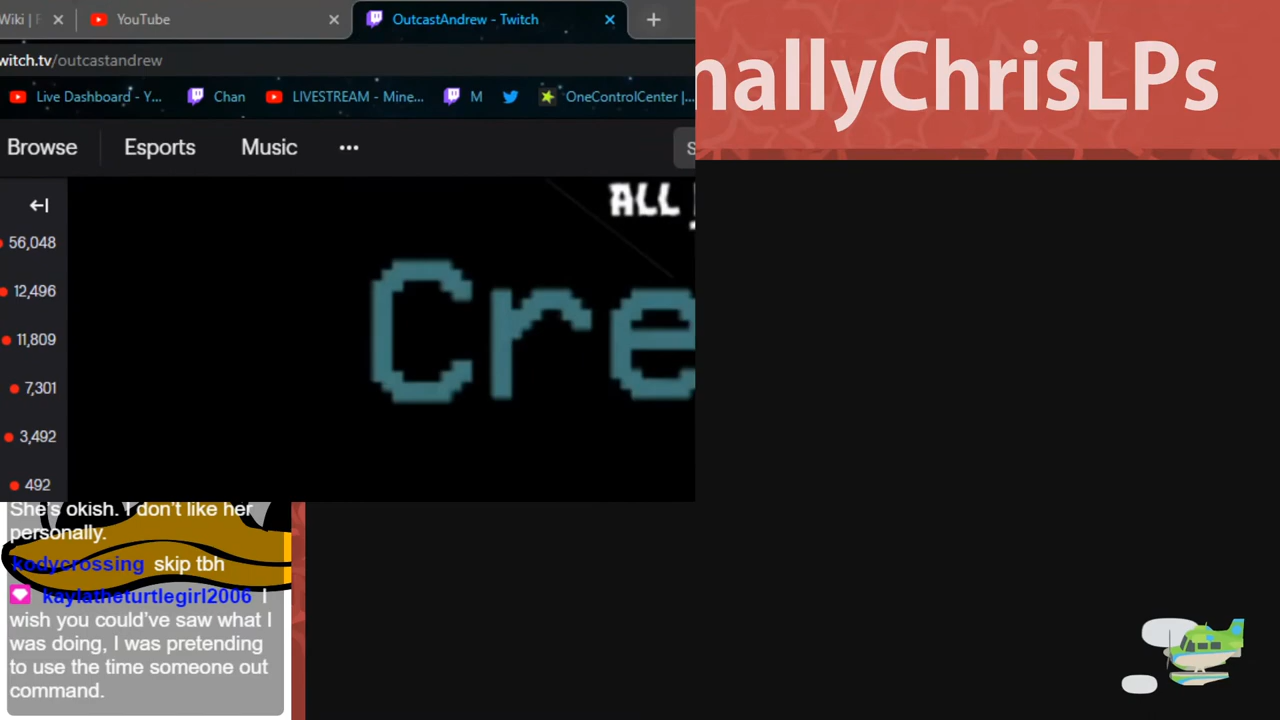 Wiki |
YouTube
OutcastAndrew - Twitch
witch.tv/outcastandrew
Live Dashboard - Y...
Chan
LIVESTREAM - Mine...
M
OneControlCenter |...
nallyChrisLPs
Browse
Esports
Music
•••
S
ALL
Cre
56,048
12,496
11,809
7,301
3,492
492
She's okish. I don't like her
personally.
kodycrossing skip tbh
kaylatheturtlegirl2006 I
wish you could've saw what I
was doing, I was pretending
to use the time someone out
command.